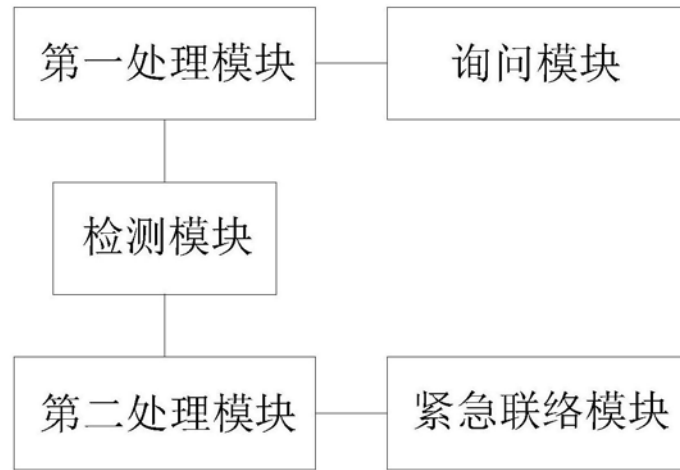 第一处理模块
询问模块
检测模块
第二处理模块
紧急联络模块